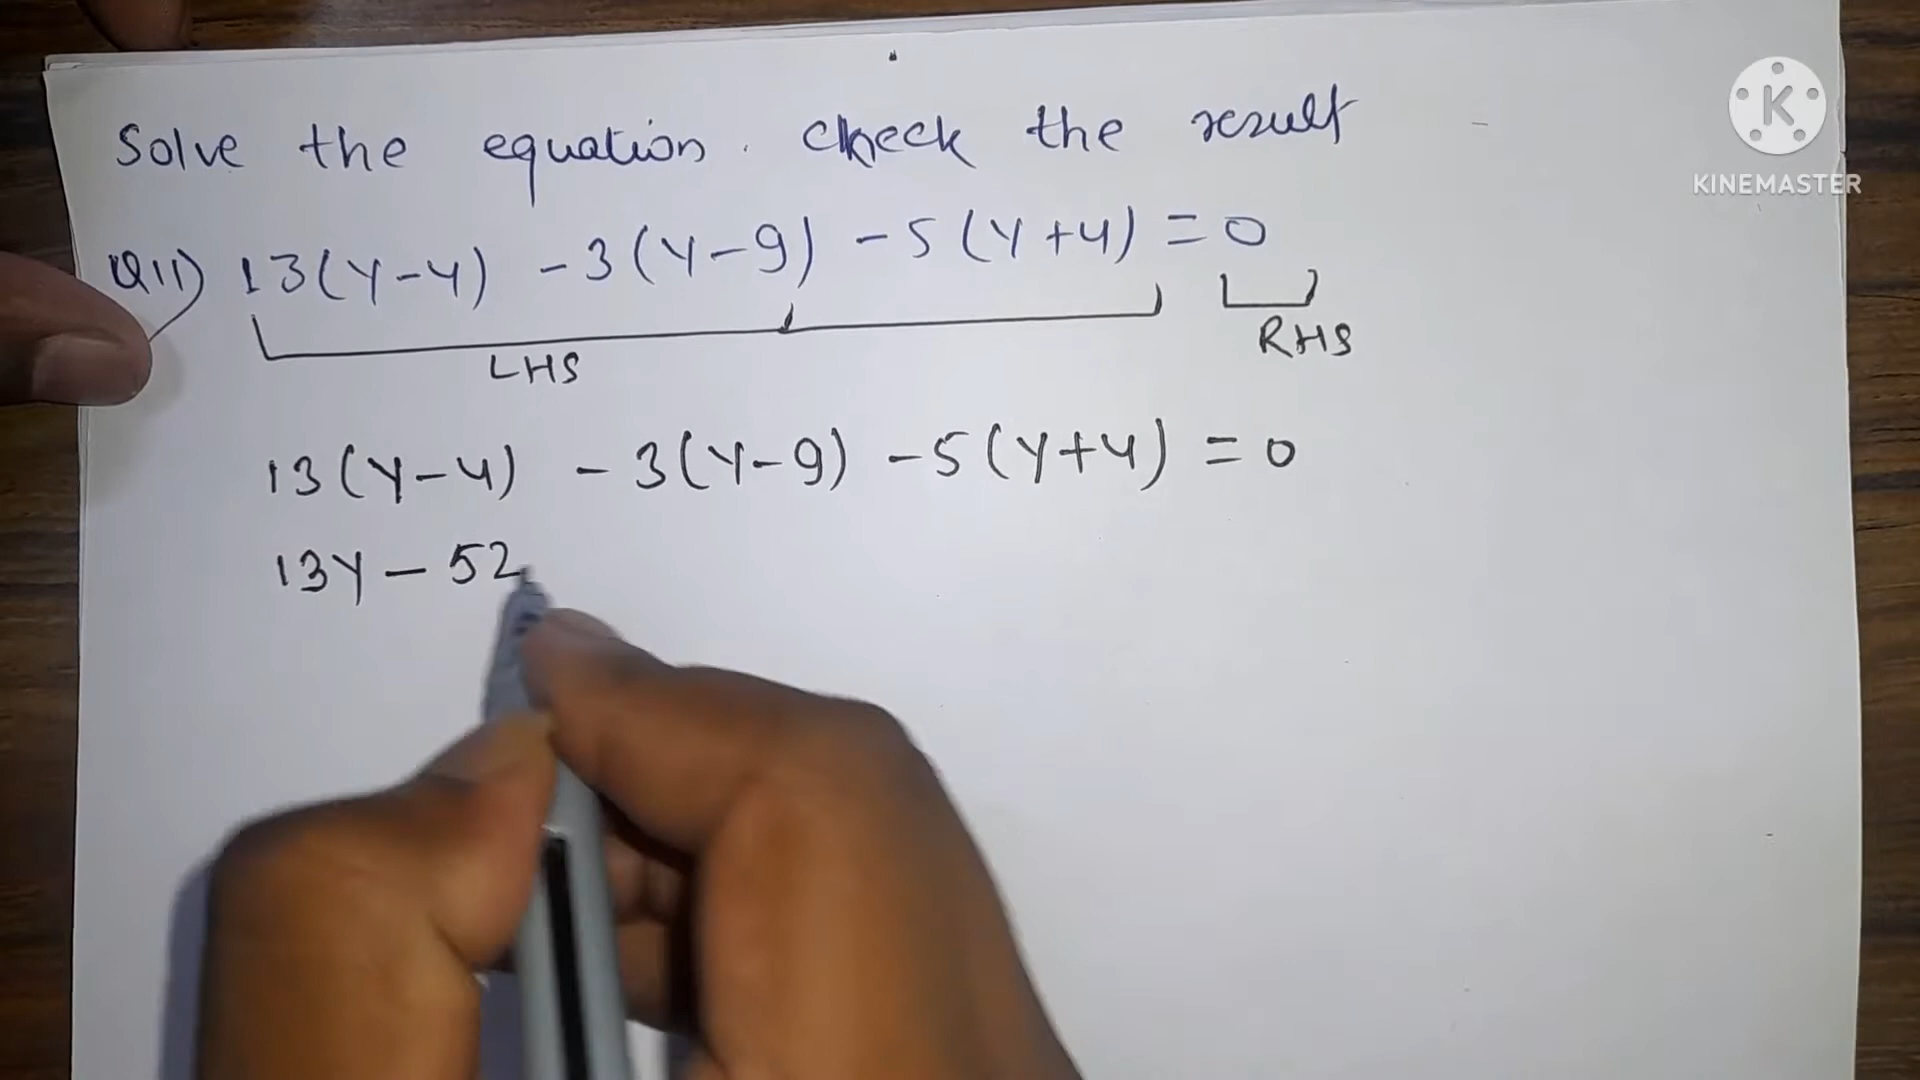 Solve the equation. Check the result
Q11) 13(y-4) -3(y-9) -5(y+4) =0
LHS
RHS
13(y-4) -3(y-9) -5(y+4) =0
13y-52
K
KINEMASTER